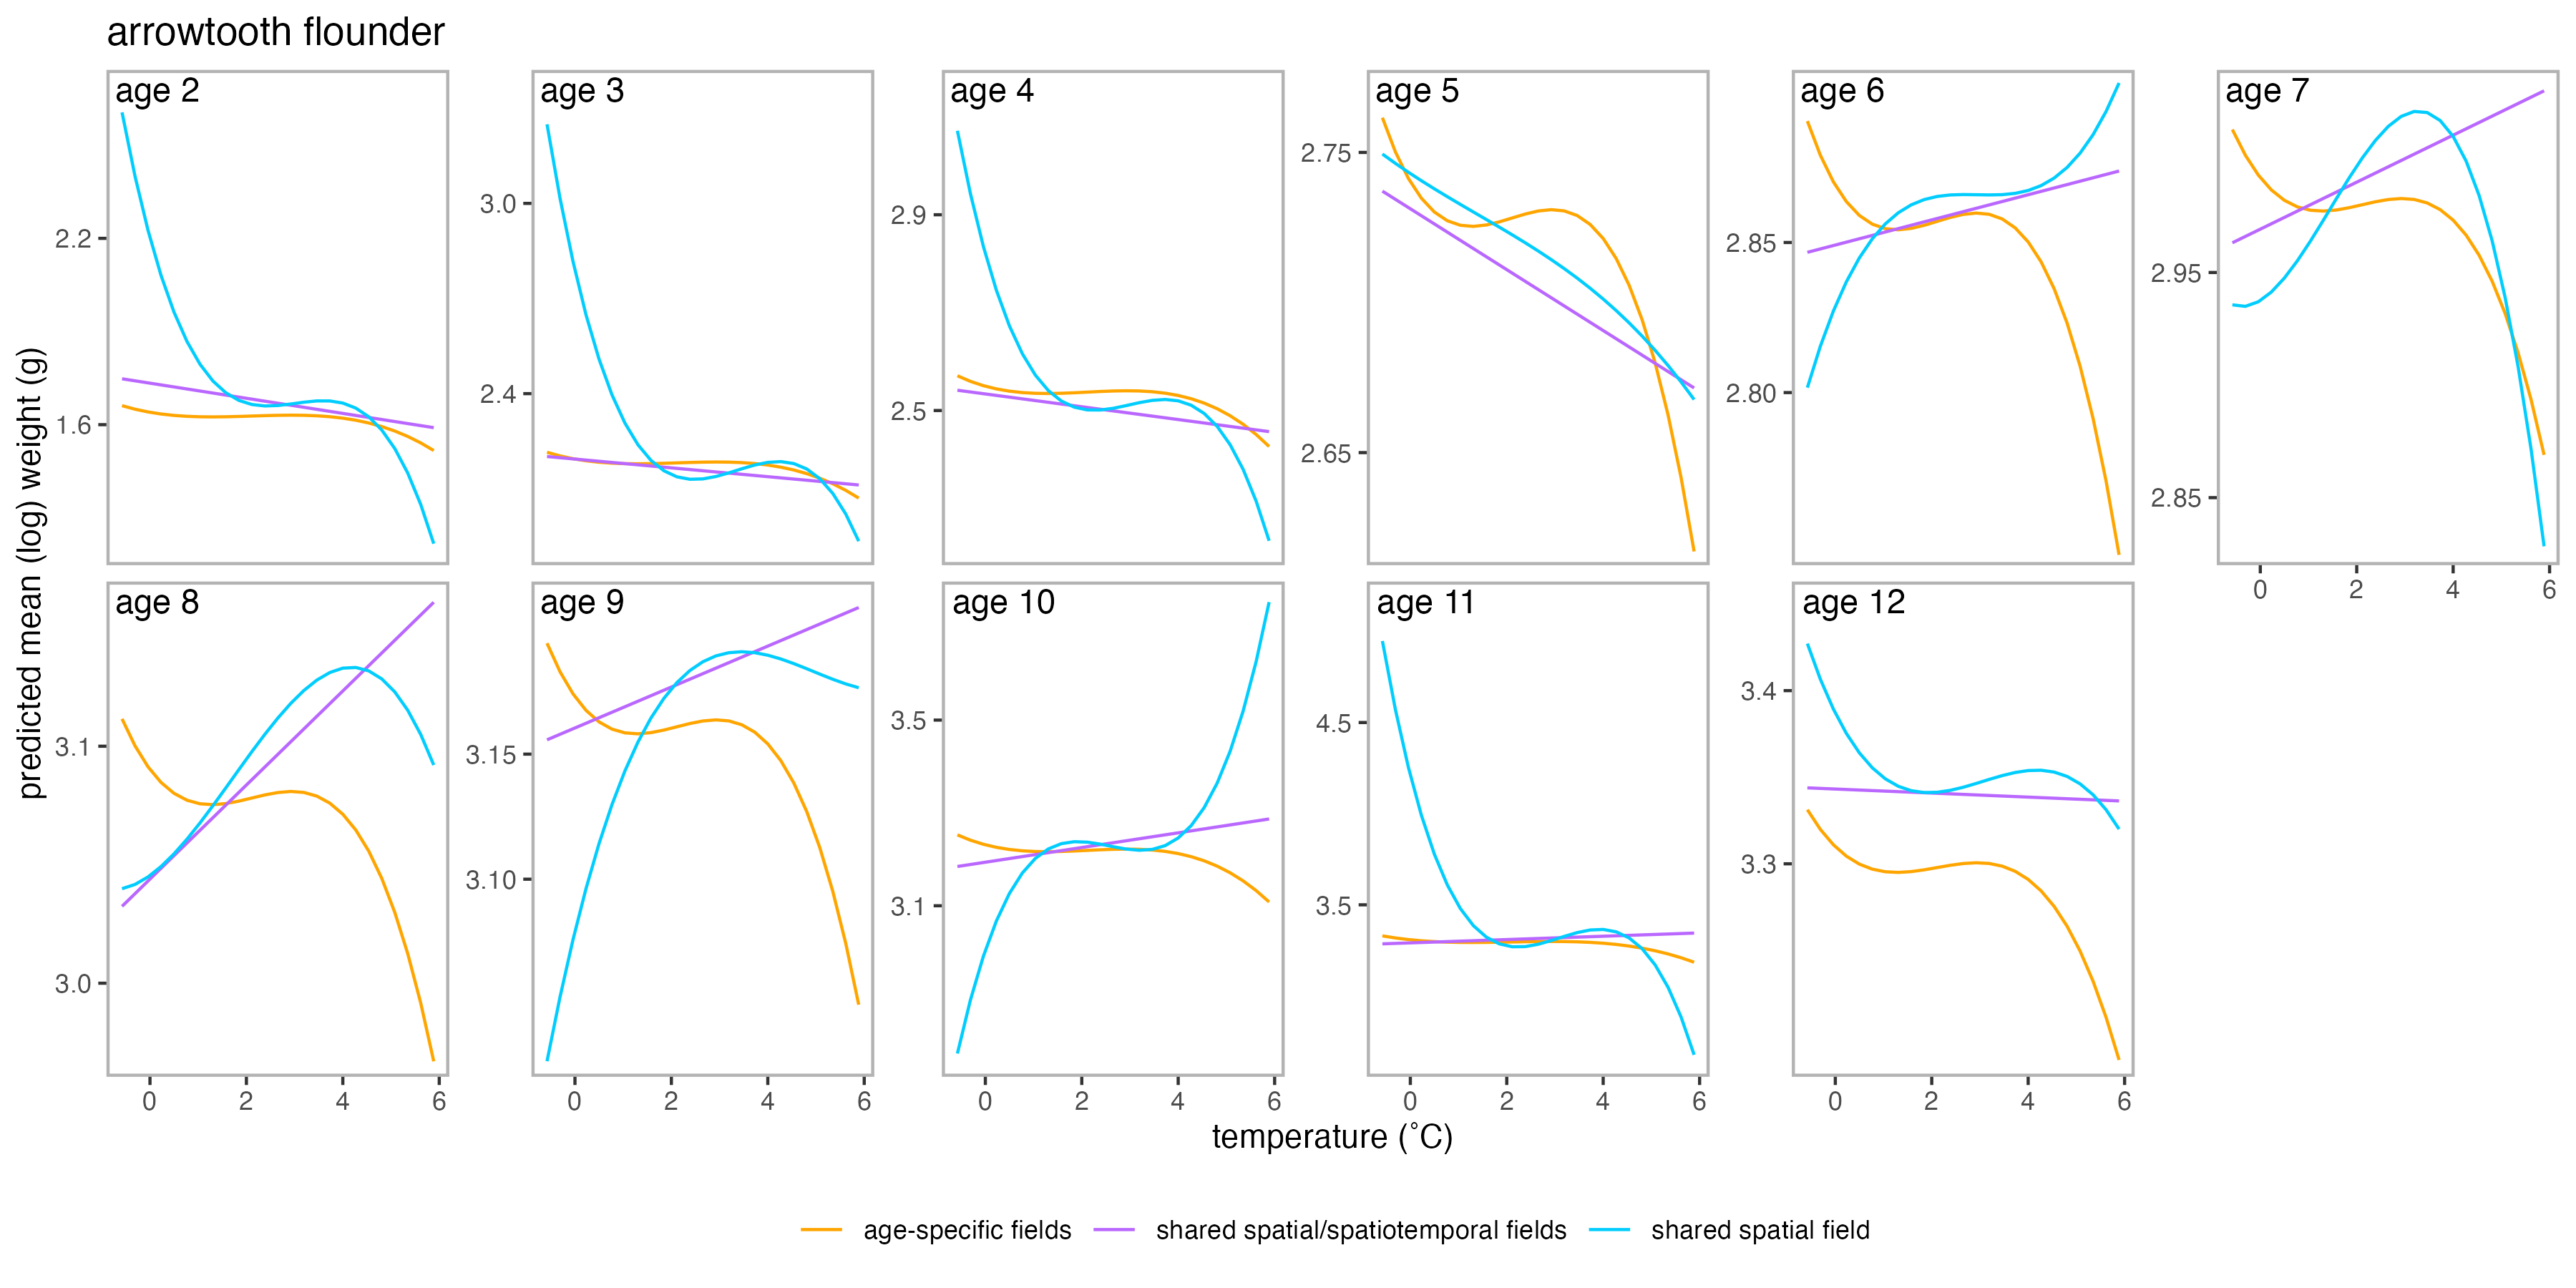 arrowtooth flounder
age 2
age 3
age 4
age 5
age 6
age 7
2.2
1.6
3.0
2.4
2.9
2.5
2.75
2.65
2.85
2.80
2.95
2.85
0 2 4 6
predicted mean (log) weight (g)
age 8
age 9
age 10
age 11
age 12
3.1
3.0
3.15
3.10
3.5
3.1
4.5
3.5
3.4
3.3
0 2 4 6
0 2 4 6
0 2 4 6
0 2 4 6
0 2 4 6
temperature (˚C)
age-specific fields
shared spatial/spatiotemporal fields
shared spatial field